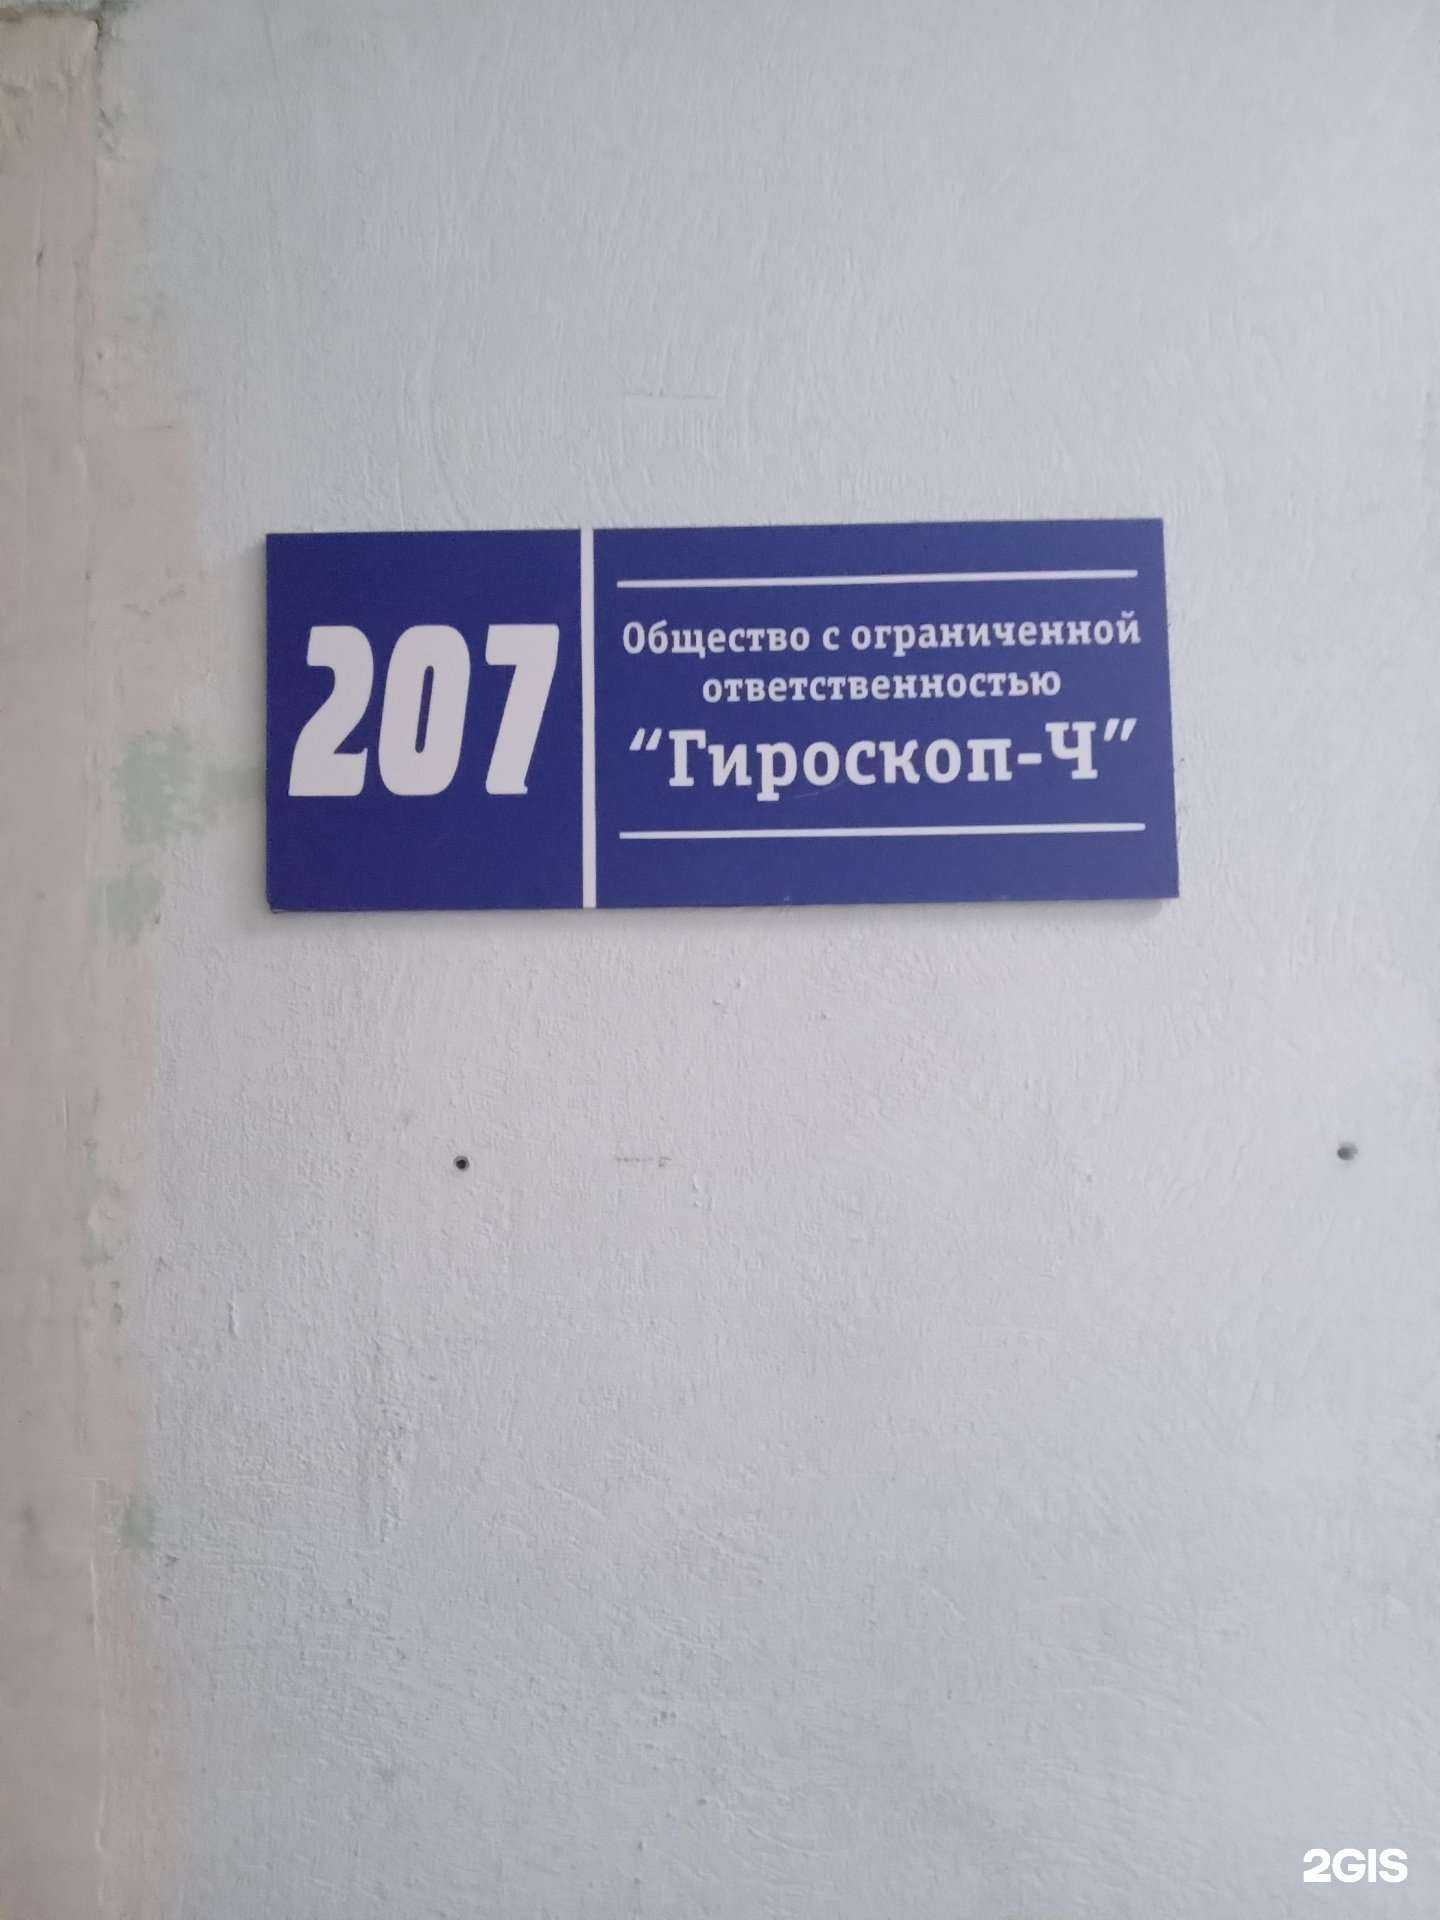 207
Общество с ограниченной
ответственностью
“Гироскоп-Ч”
2GIS